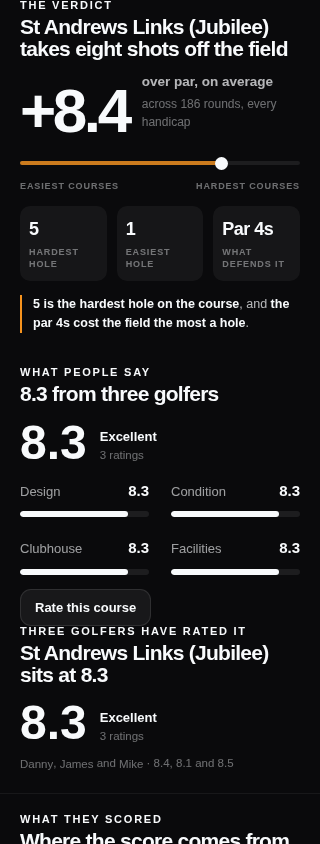 THE VERDICT
St Andrews Links (Jubilee)
takes eight shots off the field
+8.4
over par, on average
across 186 rounds, every
handicap
EASIEST COURSES
HARDEST COURSES
5
HARDEST
HOLE
1
EASIEST
HOLE
Par 4s
WHAT
DEFENDS IT
5 is the hardest hole on the course, and the
par 4s cost the field the most a hole.
WHAT PEOPLE SAY
8.3 from three golfers
8.3
Excellent
3 ratings
Design 8.3
Condition 8.3
Clubhouse 8.3
Facilities 8.3
Rate this course
THREE GOLFERS HAVE RATED IT
St Andrews Links (Jubilee)
sits at 8.3
8.3
Excellent
3 ratings
Danny, James and Mike · 8.4, 8.1 and 8.5
WHAT THEY SCORED
Where the score comes from